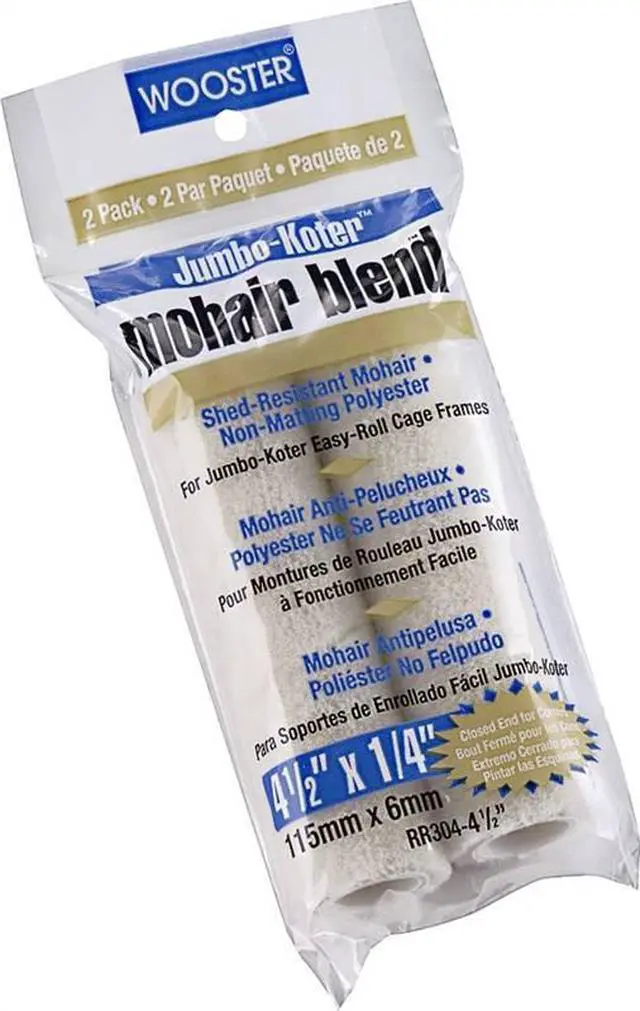 WOOSTER®
2 Pack • 2 Par Paquet • Paquete de 2
Jumbo-Koter™
mohair blend™
Shed-Resistant Mohair •
Non-Matting Polyester
For Jumbo-Koter Easy-Roll Cage Frames
Mohair Anti-Pelucheux •
Polyester Ne Se Feutrant Pas
Pour Montures de Rouleau Jumbo-Koter
à Fonctionnement Facile
Mohair Antipelusa •
Poliéster No Felpudo
Para Soportes de Enrollado Fácil Jumbo-Koter
4½" x 1/4"
115mm x 6mm
RR304-4½"
Closed End for
Bout Fermé pour les
Extremo Cerrado para
Pintar las Esquinas